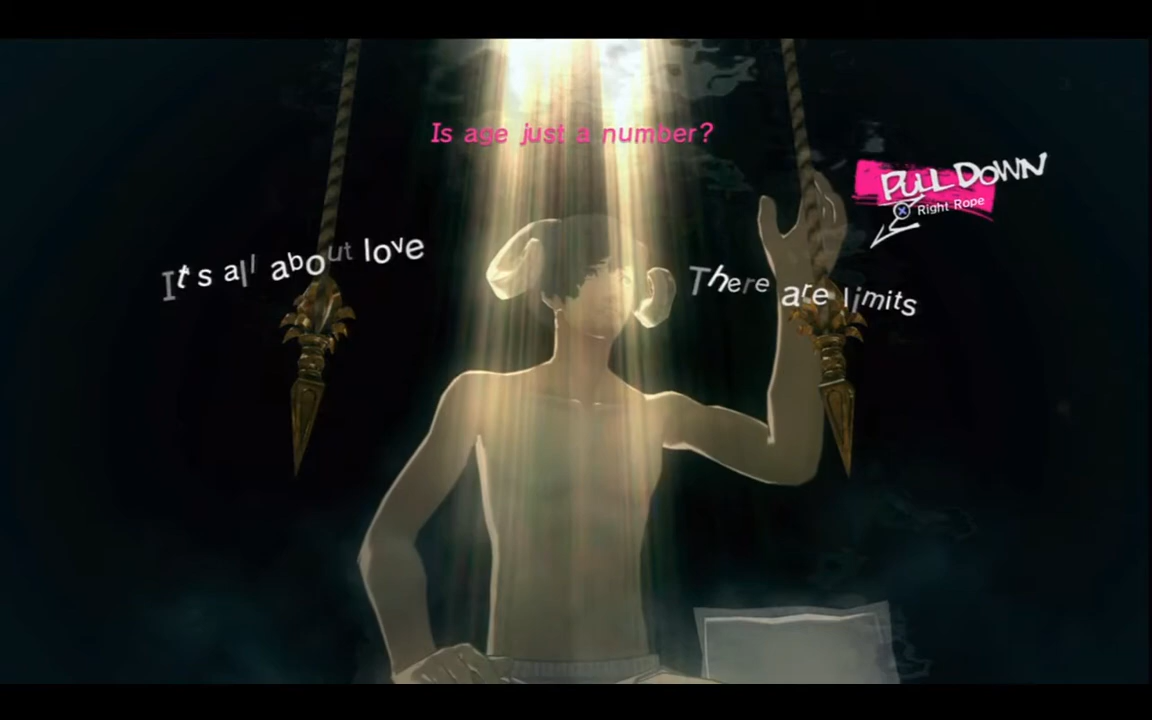 Is age just a number?
PULL DOWN
Right Rope
It's all about love
There are limits